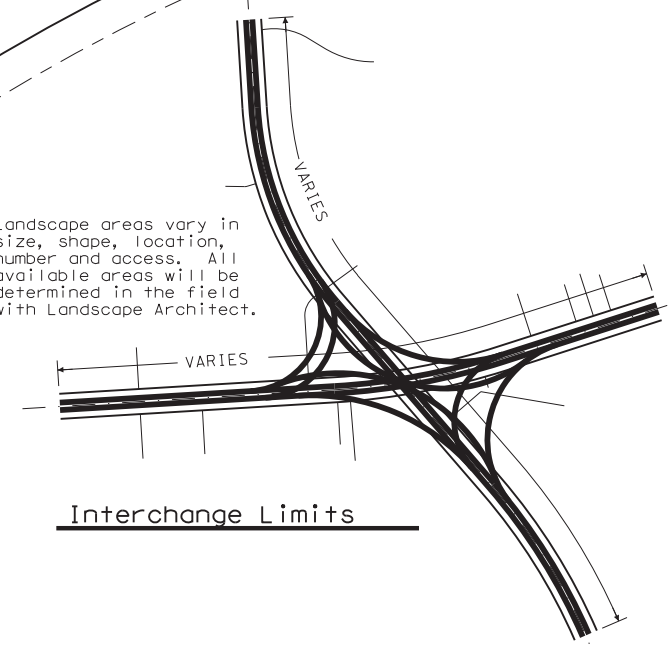 VARIES
Landscape areas vary in
size, shape, location,
number and access. All
available areas will be
determined in the field
with Landscape Architect.
VARIES
Interchange Limits